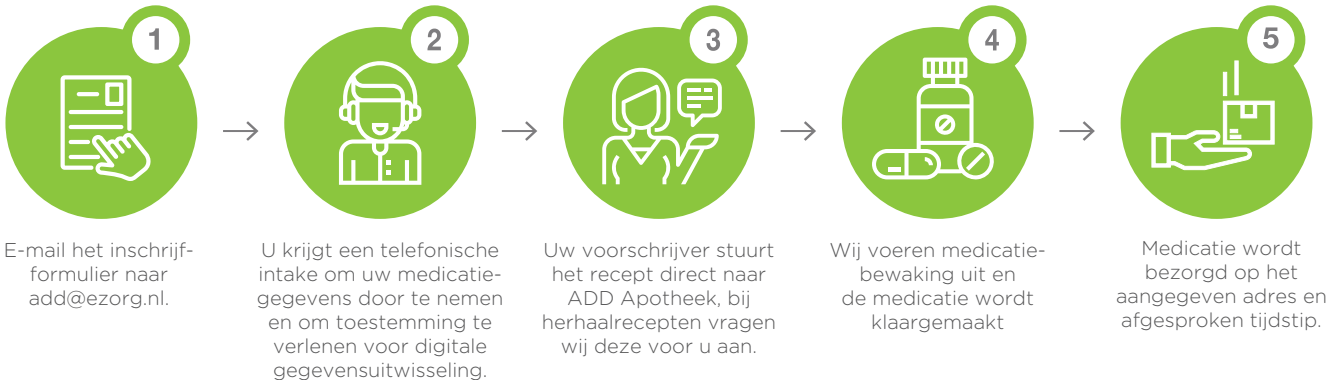 1
E-mail het inschrijf-
formulier naar
add@ezorg.nl.
2
U krijgt een telefonische
intake om uw medicatie-
gegevens door te nemen
en om toestemming te
verlenen voor digitale
gegevensuitwisseling.
3
Uw voorschrijver stuurt
het recept direct naar
ADD Apotheek, bij
herhaalrecepten vragen
wij deze voor u aan.
4
Wij voeren medicatie-
bewaking uit en
de medicatie wordt
klaargemaakt
5
Medicatie wordt
bezorgd op het
aangegeven adres en
afgesproken tijdstip.